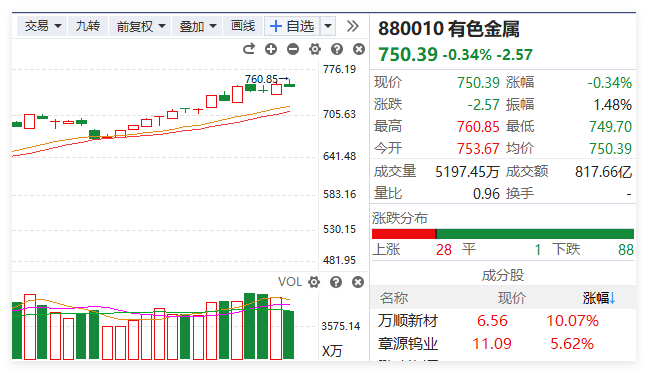 交易 九转 前复权 叠加 画线 +自选
880010 有色金属
750.39 -0.34% -2.57
760.85→
776.19
705.63
641.48
583.16
530.15
481.95
现价 750.39 涨幅 -0.34%
涨跌 -2.57 振幅 1.48%
最高 760.85 最低 749.70
今开 753.67 均价 750.39
成交量 5197.45万 成交额 817.66亿
量比 0.96 换手 -
涨跌分布
上涨 28 平 1 下跌 88
VOL
3575.14
X万
成分股
名称 现价 涨幅↓
万顺新材 6.56 10.07%
章源钨业 11.09 5.62%